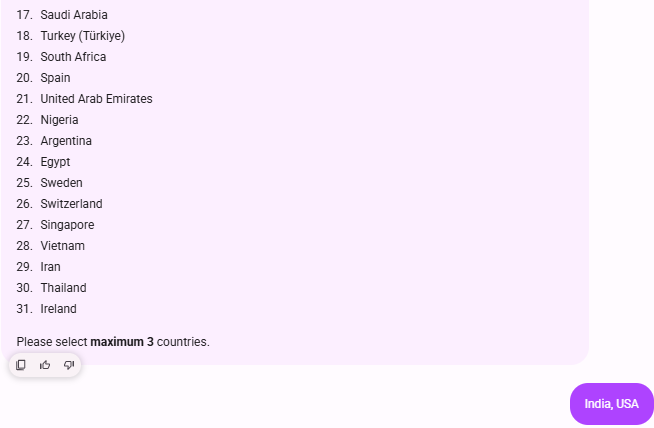 17. Saudi Arabia
18. Turkey (Türkiye)
19. South Africa
20. Spain
21. United Arab Emirates
22. Nigeria
23. Argentina
24. Egypt
25. Sweden
26. Switzerland
27. Singapore
28. Vietnam
29. Iran
30. Thailand
31. Ireland
Please select maximum 3 countries.
India, USA